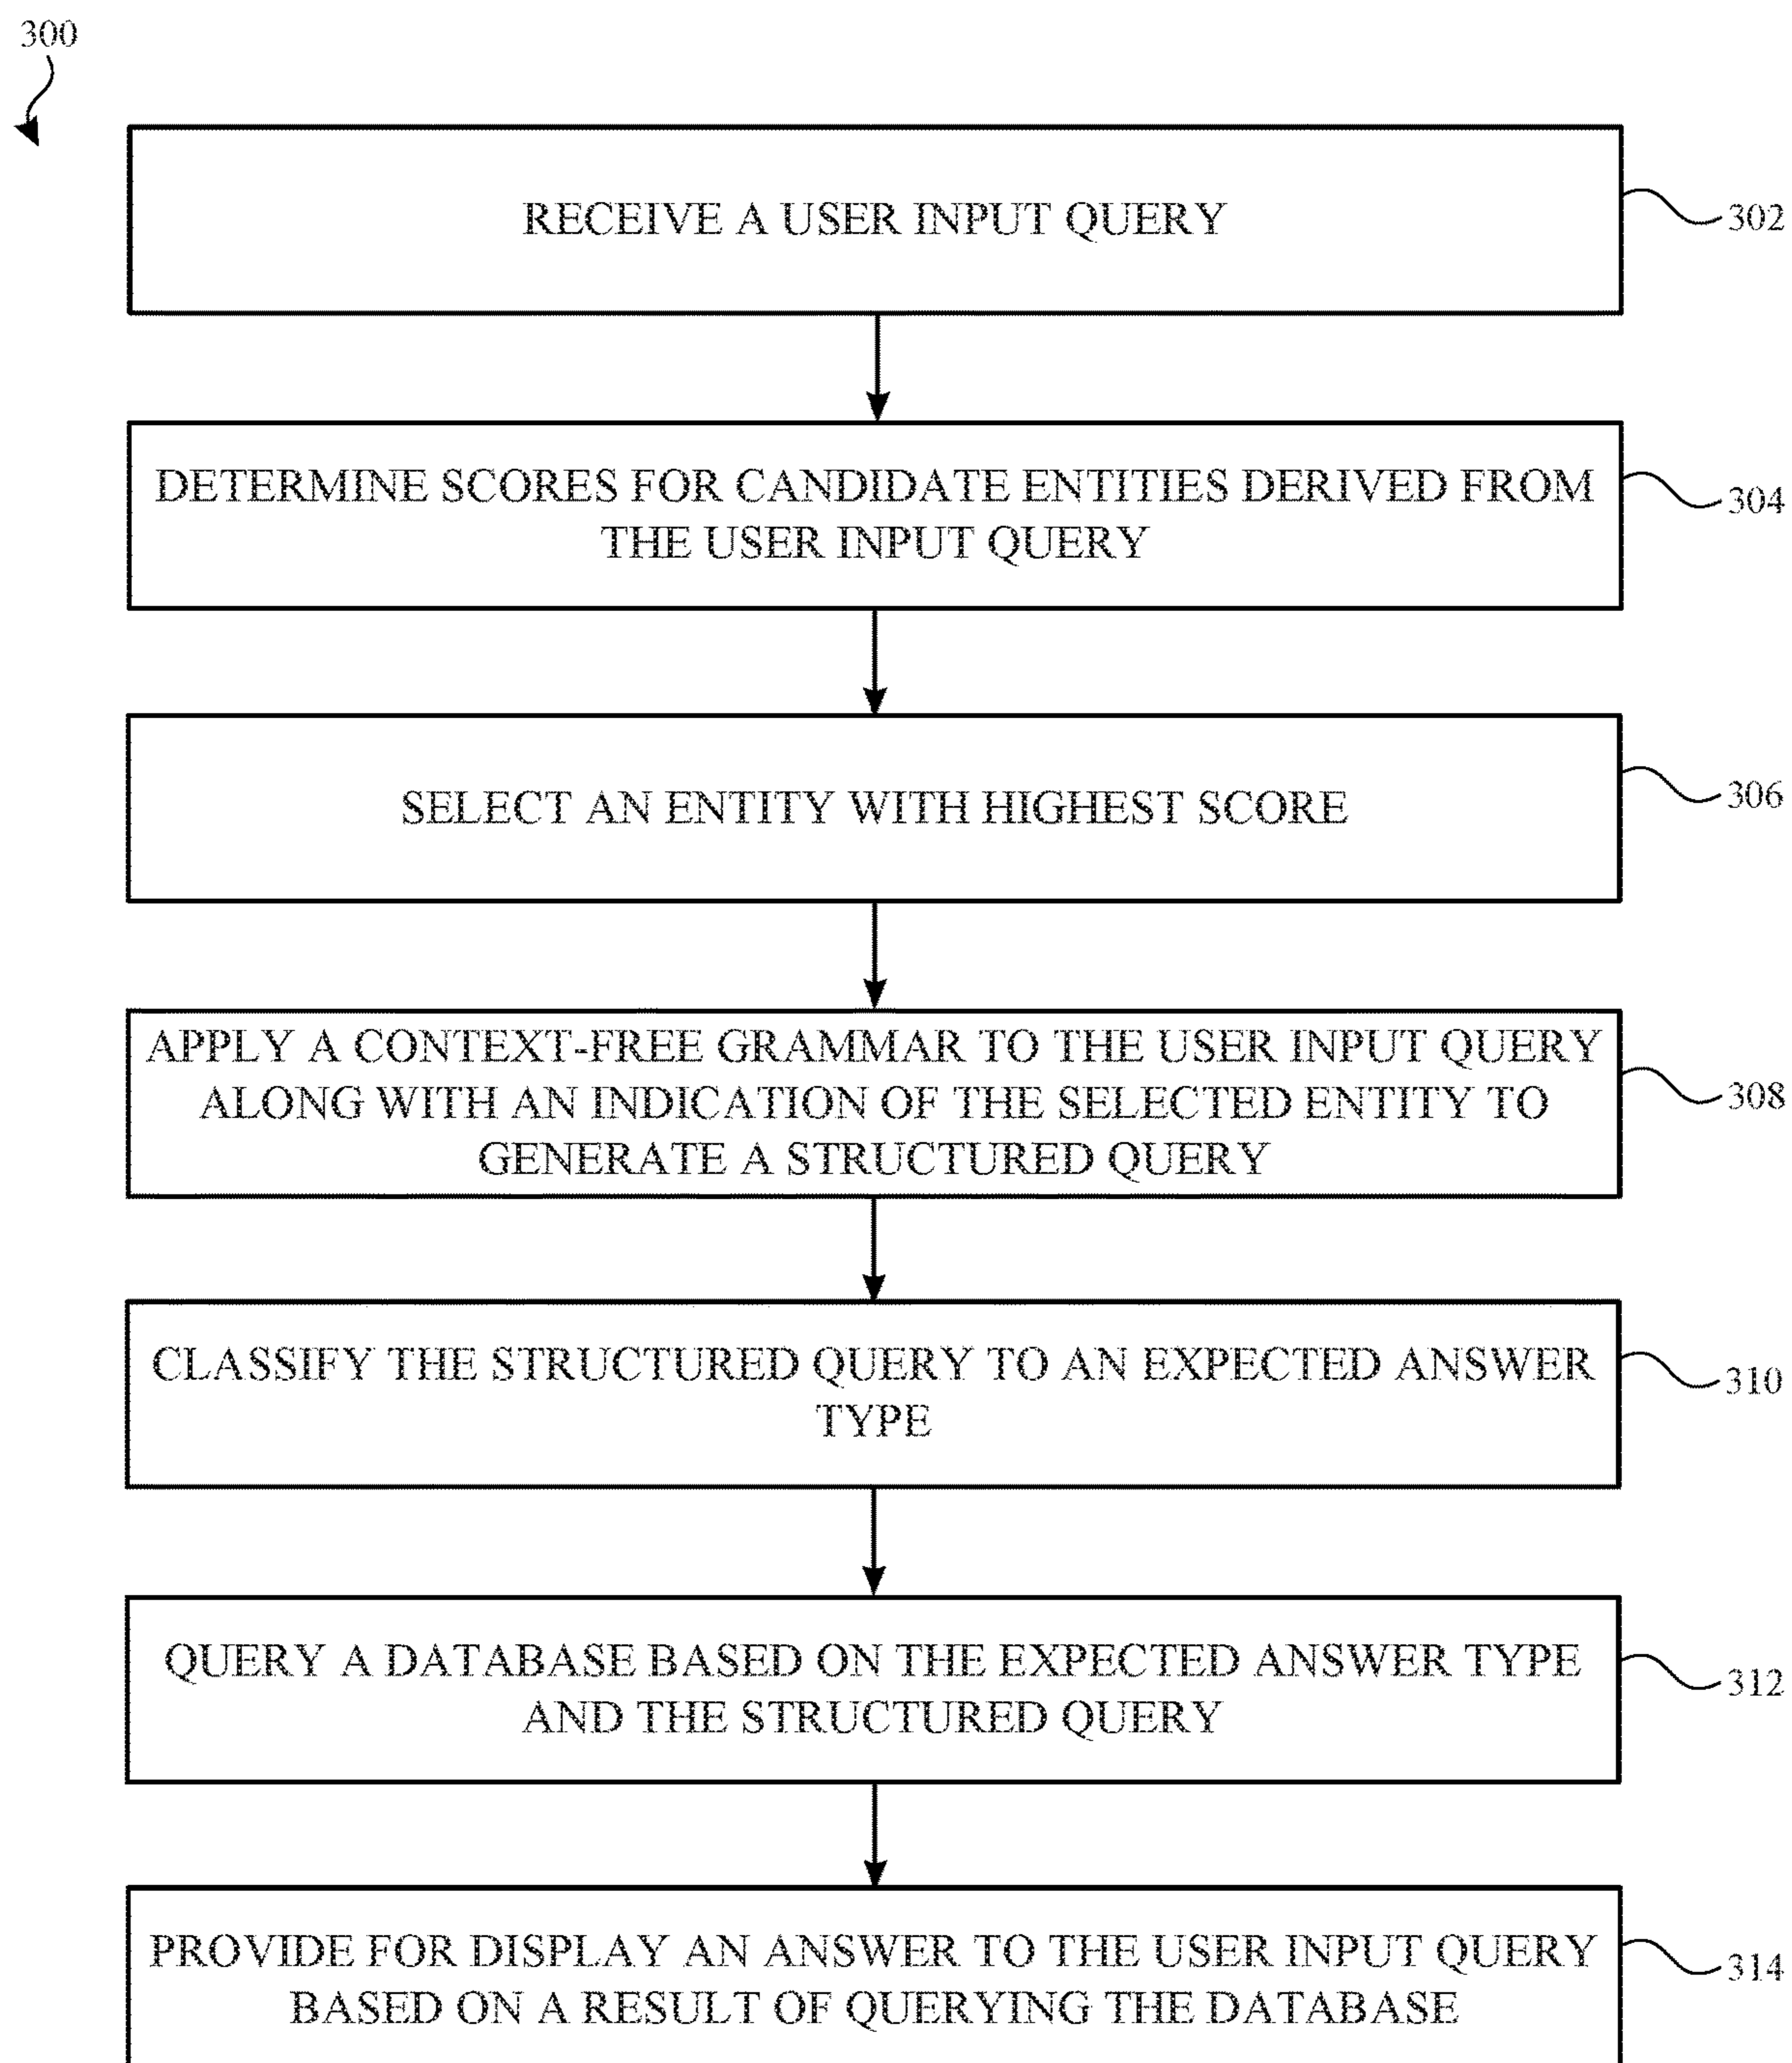 300
RECEIVE A USER INPUT QUERY
302
DETERMINE SCORES FOR CANDIDATE ENTITIES DERIVED FROM
THE USER INPUT QUERY
304
SELECT AN ENTITY WITH HIGHEST SCORE
306
APPLY A CONTEXT-FREE GRAMMAR TO THE USER INPUT QUERY
ALONG WITH AN INDICATION OF THE SELECTED ENTITY TO
GENERATE A STRUCTURED QUERY
308
CLASSIFY THE STRUCTURED QUERY TO AN EXPECTED ANSWER
TYPE
310
QUERY A DATABASE BASED ON THE EXPECTED ANSWER TYPE
AND THE STRUCTURED QUERY
312
PROVIDE FOR DISPLAY AN ANSWER TO THE USER INPUT QUERY
BASED ON A RESULT OF QUERYING THE DATABASE
314